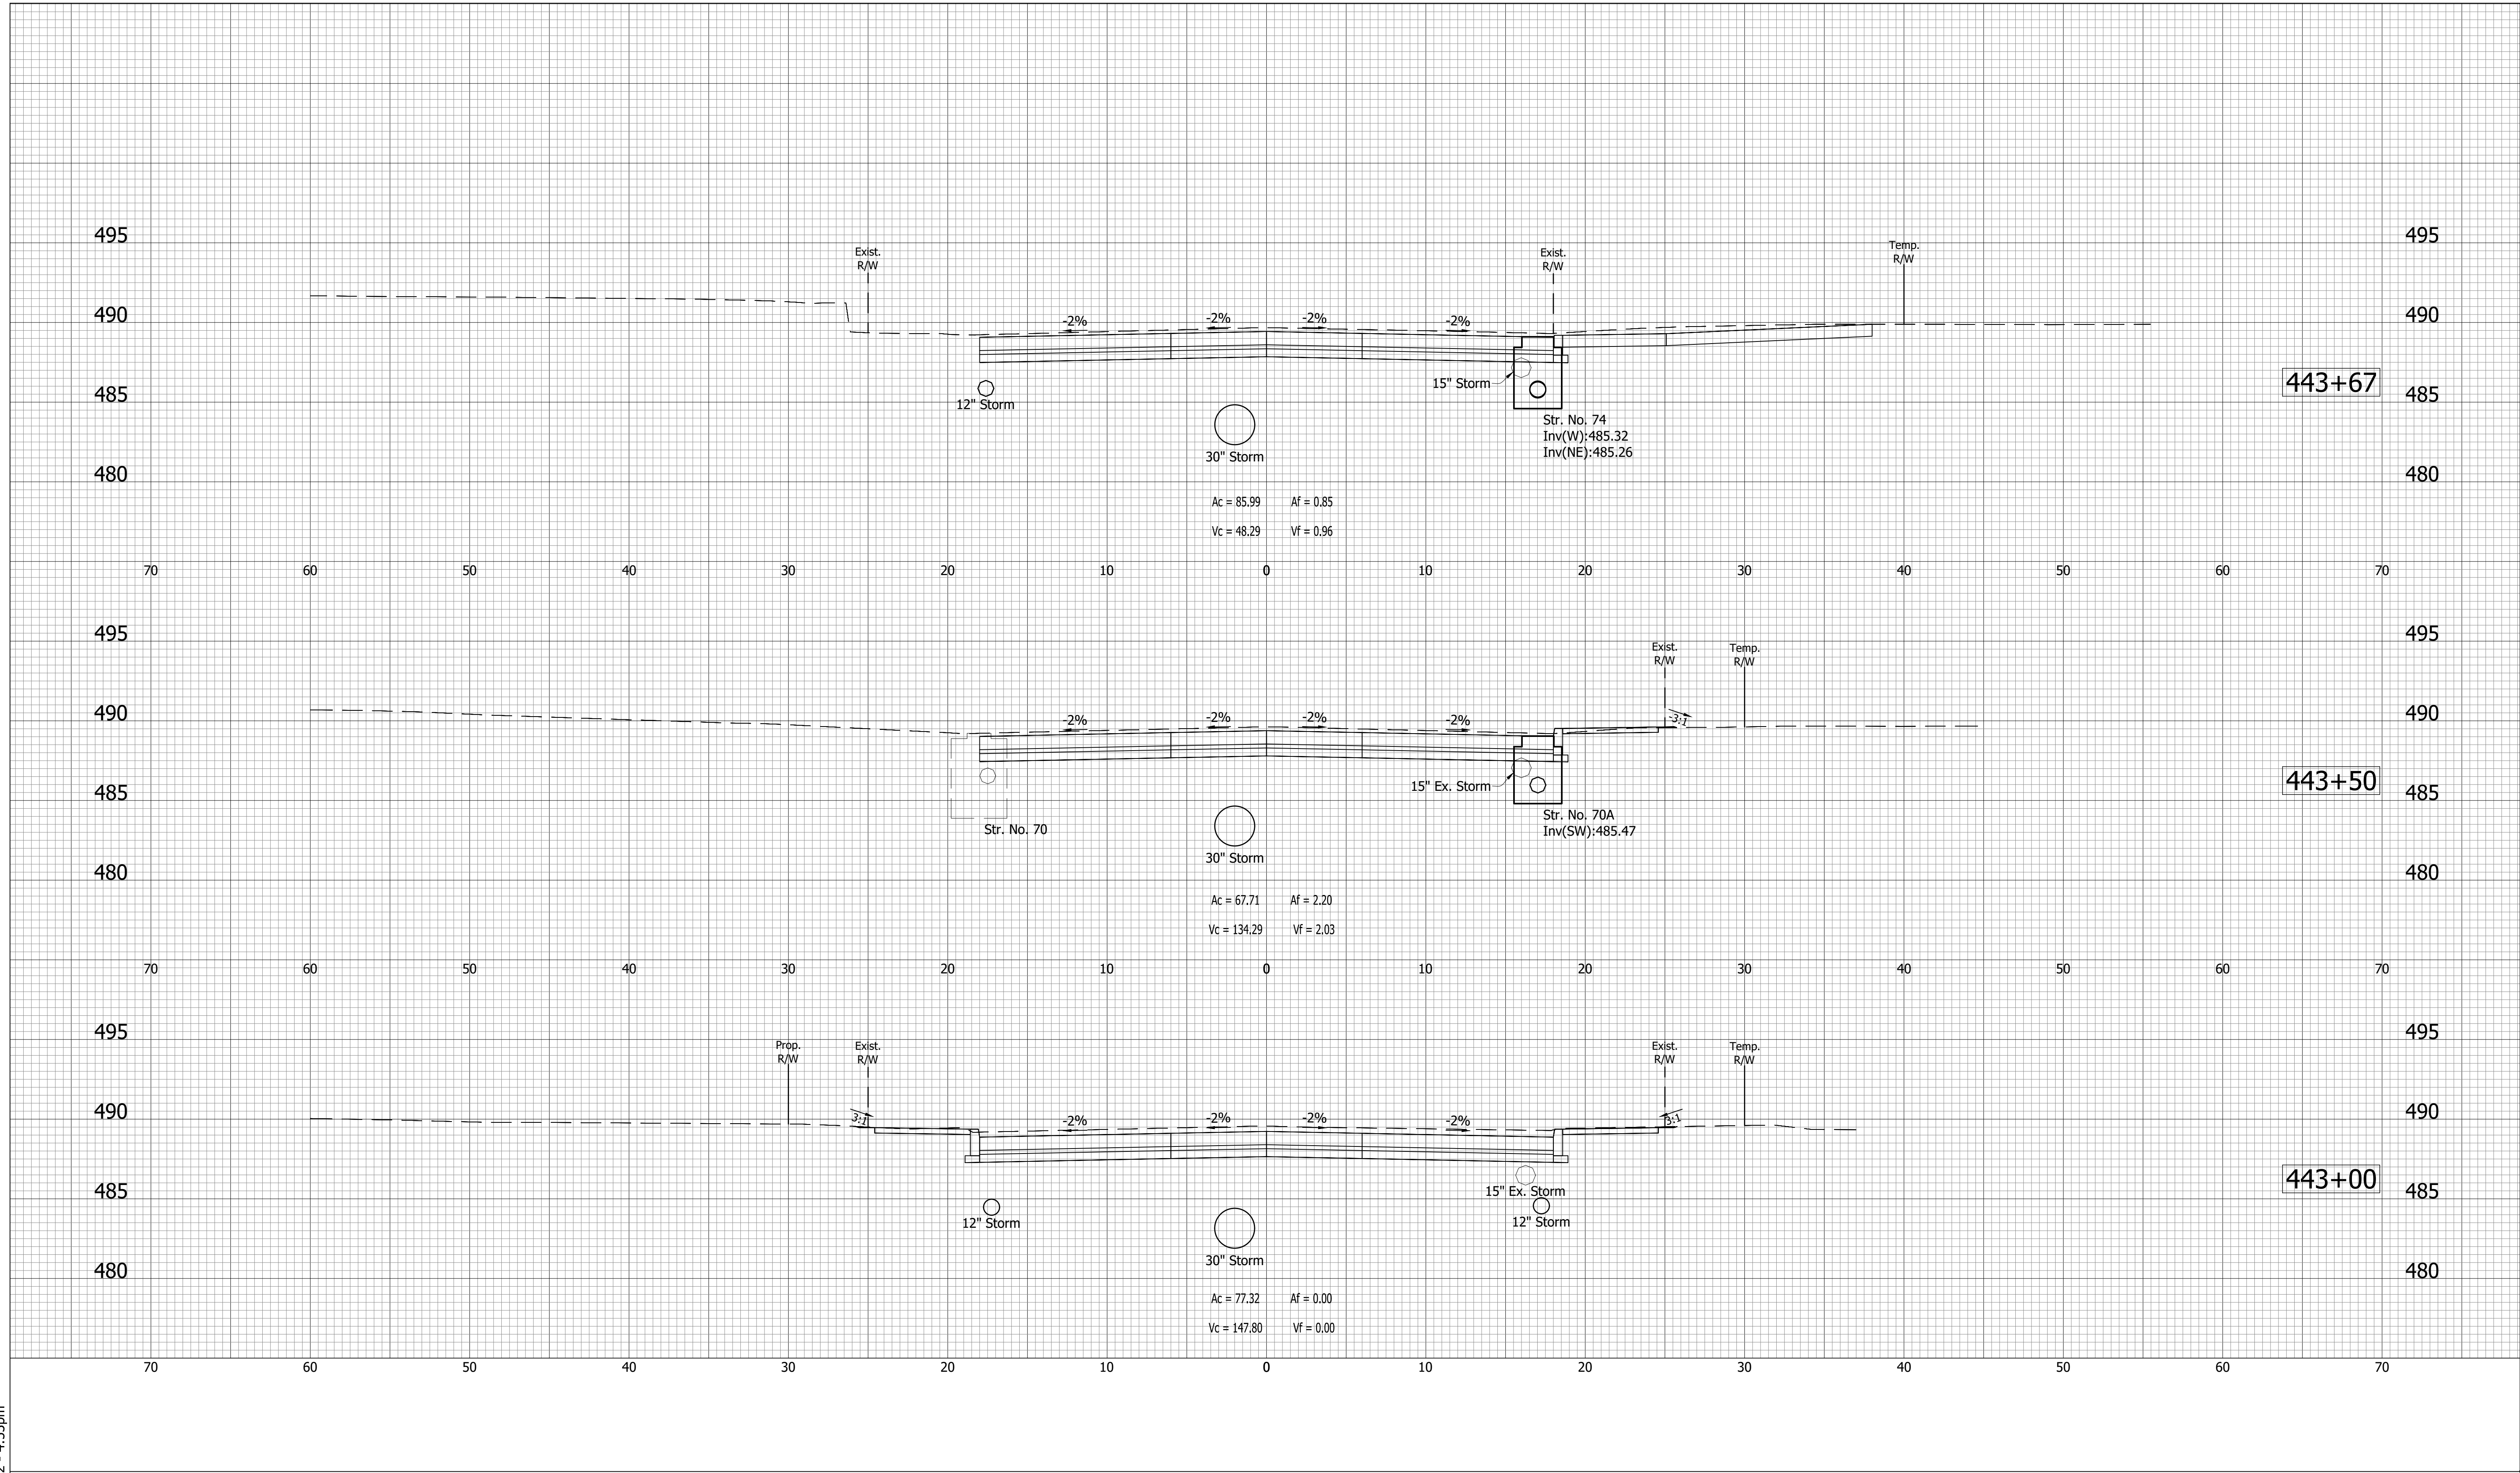 495 495
Exist. Exist. Temp.
R/W R/W R/W
490 -2% -2% -2% -2% 490
15" Storm 443+67
485 12" Storm 485
Str. No. 74
Inv(W):485.32
30" Storm Inv(NE):485.26
480 480
Ac = 85.99 Af = 0.85
Vc = 48.29 Vf = 0.96
70 60 50 40 30 20 10 0 10 20 30 40 50 60 70
495 495
Exist. Temp.
R/W R/W
490 -2% -2% -2% -2% -3:1 490
15" Ex. Storm 443+50
485 485
Str. No. 70A
Str. No. 70 Inv(SW):485.47
30" Storm
480 480
Ac = 67.71 Af = 2.20
Vc = 134.29 Vf = 2.03
70 60 50 40 30 20 10 0 10 20 30 40 50 60 70
495 495
Prop. Exist. Exist. Temp.
R/W R/W R/W R/W
490 3:1 -2% -2% -2% -2% 3:1 490
443+00
485 15" Ex. Storm 485
12" Storm 12" Storm
30" Storm
480 480
Ac = 77.32 Af = 0.00
Vc = 147.80 Vf = 0.00
70 60 50 40 30 20 10 0 10 20 30 40 50 60 70